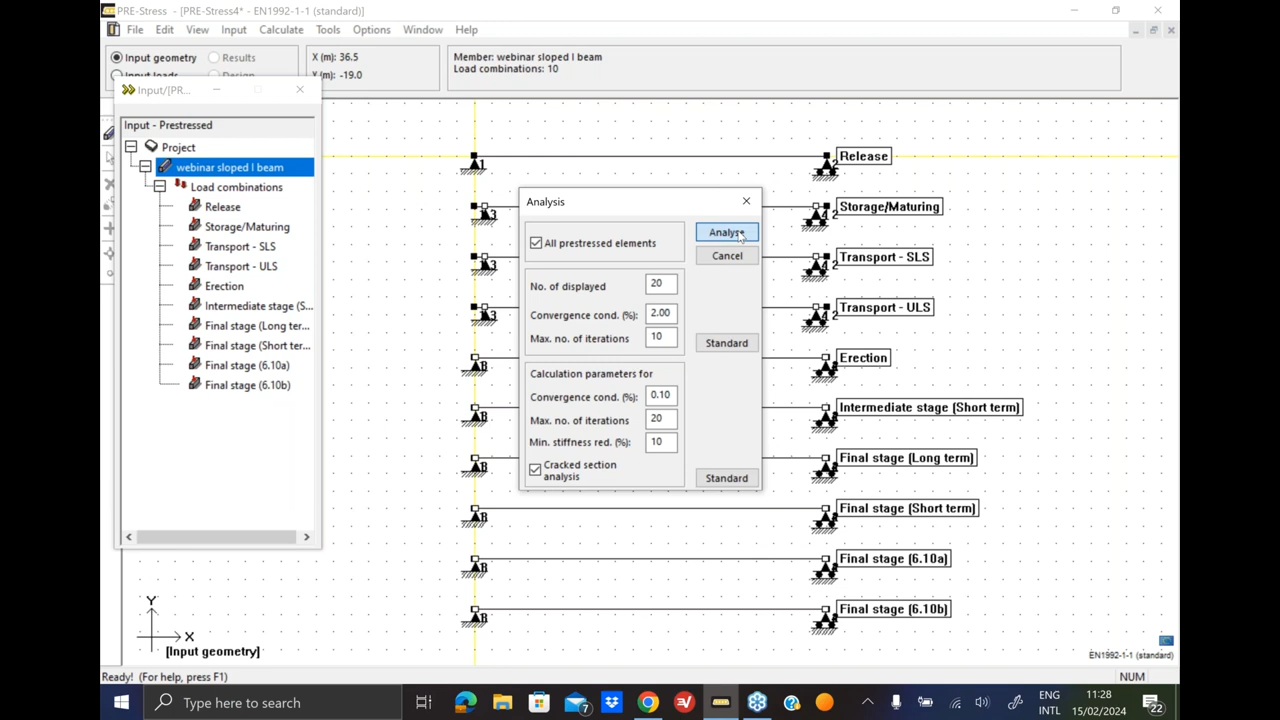 PRE-Stress - [PRE-Stress4* - EN1992-1-1 (standard)]
File Edit View Input Calculate Tools Options Window Help
Input geometry
Results
X (m): 36.5
-19.0
Member: webinar sloped I beam
Load combinations: 10
Input/[PR...
Input - Prestressed
Project
webinar sloped I beam
Load combinations
Release
Storage/Maturing
Transport - SLS
Transport - ULS
Erection
Intermediate stage (S...
Final stage (Long ter...
Final stage (Short ter...
Final stage (6.10a)
Final stage (6.10b)
Analysis
All prestressed elements
Analyse
Cancel
No. of displayed 20
Convergence cond. (%): 2.00
Max. no. of iterations 10
Standard
Calculation parameters for
Convergence cond. (%): 0.10
Max. no. of iterations 20
Min. stiffness red. (%): 10
Cracked section
analysis
Standard
Release
Storage/Maturing
Transport - SLS
Transport - ULS
Erection
Intermediate stage (Short term)
Final stage (Long term)
Final stage (Short term)
Final stage (6.10a)
Final stage (6.10b)
Y
X
[Input geometry]
EN1992-1-1 (standard)
Ready! (For help, press F1)
NUM
Type here to search
7
ENG
INTL
11:28
15/02/2024
22